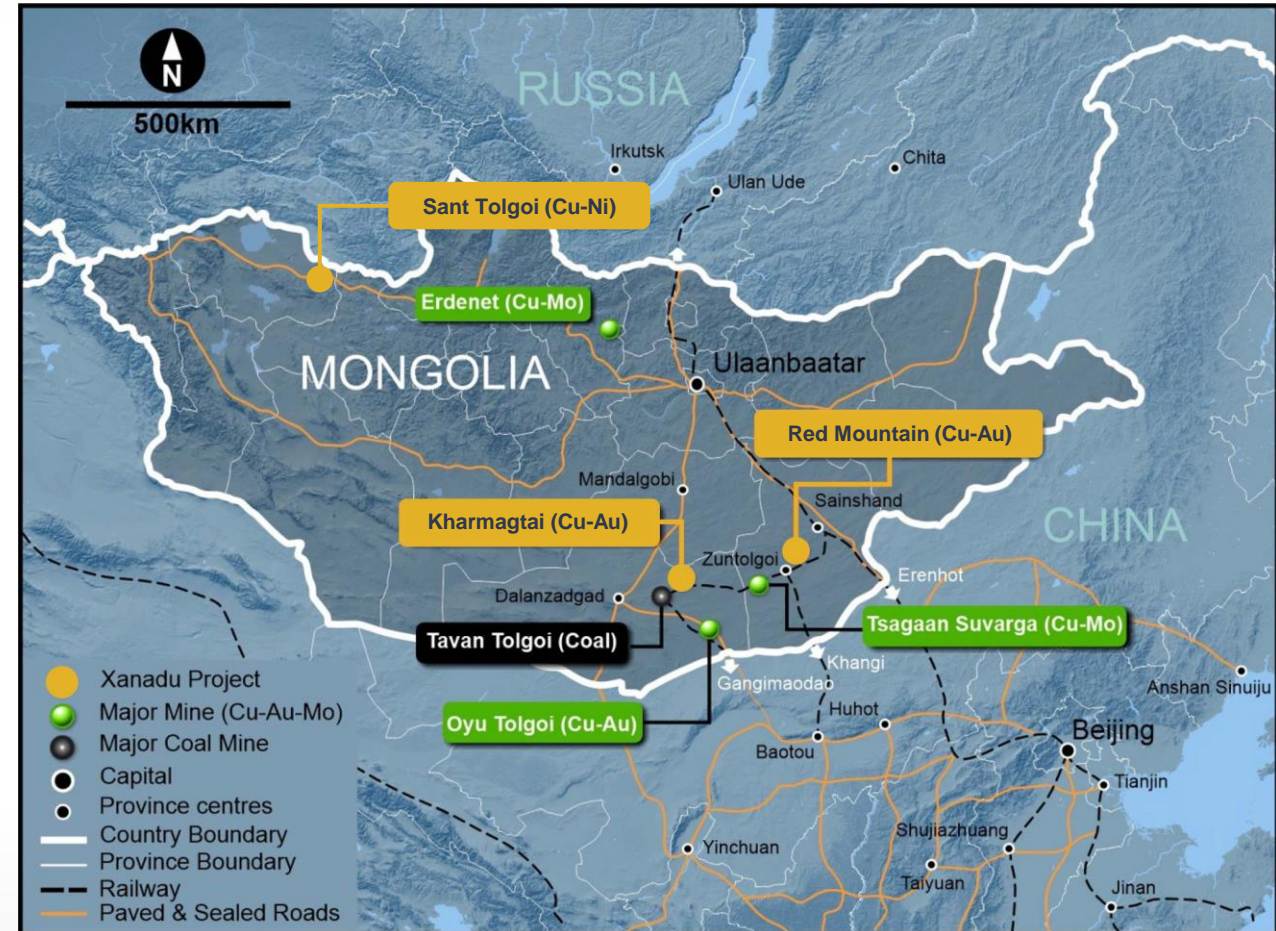 N
500km
RUSSIA
Irkutsk
Chita
Ulan Ude
Sant Tolgoi (Cu-Ni)
Erdenet (Cu-Mo)
MONGOLIA
Ulaanbaatar
Red Mountain (Cu-Au)
Mandalgobi
Sainshand
Kharmagtai (Cu-Au)
CHINA
Zuntolgoi
Erenhot
Dalanzadgad
Tsagaan Suvarga (Cu-Mo)
Tavan Tolgoi (Coal)
Khangi
Gangimaodao
Anshan Sinuiju
Oyu Tolgoi (Cu-Au)
Huhot
Baotou
Beijing
Tianjin
Shujiazhuang
Yinchuan
Taiyuan
Jinan
Xanadu Project
Major Mine (Cu-Au-Mo)
Major Coal Mine
Capital
Province centres
Country Boundary
Province Boundary
Railway
Paved & Sealed Roads